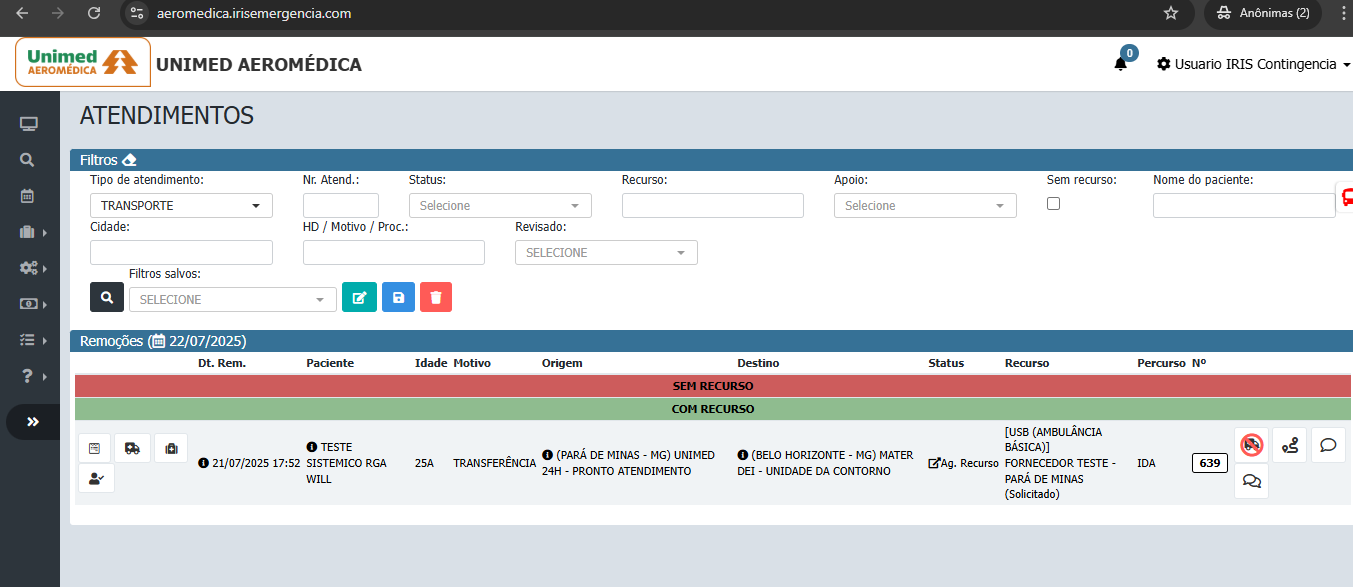 aeromedica.irisemergencia.com
Anônimas (2)
Unimed
AEROMÉDICA
UNIMED AEROMÉDICA
0
Usuario IRIS Contingencia
ATENDIMENTOS
Filtros
Tipo de atendimento: Nr. Atend.: Status: Recurso: Apoio: Sem recurso: Nome do paciente:
TRANSPORTE Selecione Selecione
Cidade: HD / Motivo / Proc.: Revisado:
SELECIONE
Filtros salvos:
SELECIONE
Remoções (22/07/2025)
Dt. Rem. Paciente Idade Motivo Origem Destino Status Recurso Percurso Nº
SEM RECURSO
COM RECURSO
21/07/2025 17:52
TESTE
SISTEMICO RGA
WILL
25A
TRANSFERÊNCIA
(PARÁ DE MINAS - MG) UNIMED
24H - PRONTO ATENDIMENTO
(BELO HORIZONTE - MG) MATER
DEI - UNIDADE DA CONTORNO
Ag. Recurso
[USB (AMBULÂNCIA
BÁSICA)]
FORNECEDOR TESTE -
PARÁ DE MINAS
(Solicitado)
IDA
639